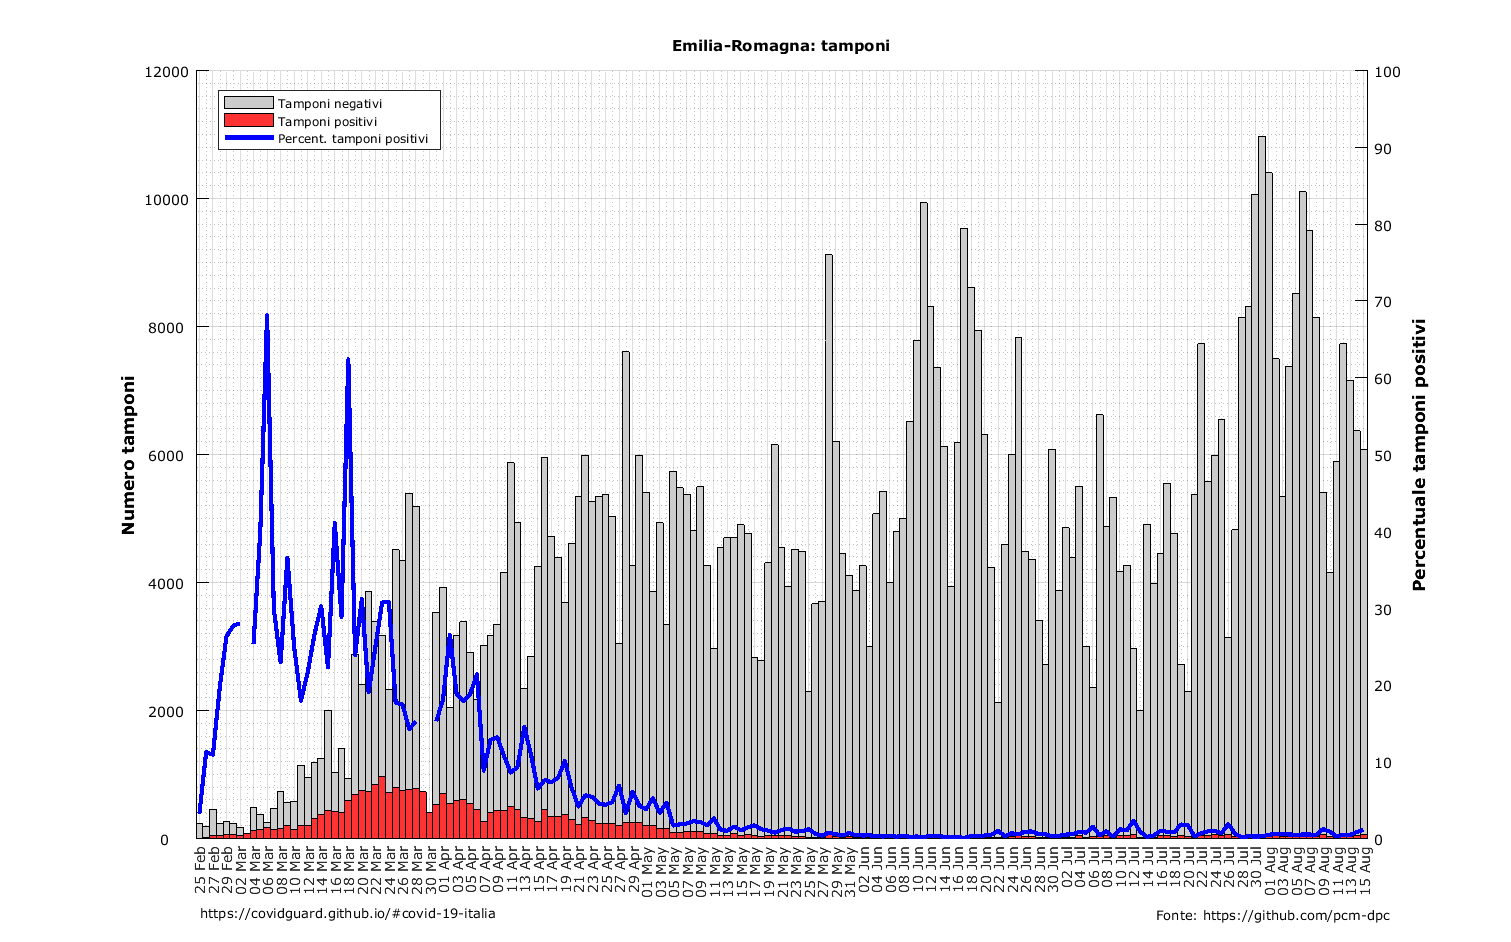 Emilia-Romagna: tamponi
12000
10000
8000
6000
4000
2000
0
Numero tamponi
Tamponi negativi
Tamponi positivi
Percent. tamponi positivi
100
90
80
70
60
50
40
30
20
10
0
Percentuale tamponi positivi
25 Feb
27 Feb
29 Feb
02 Mar
04 Mar
06 Mar
08 Mar
10 Mar
12 Mar
14 Mar
16 Mar
18 Mar
20 Mar
22 Mar
24 Mar
26 Mar
28 Mar
30 Mar
01 Apr
03 Apr
05 Apr
07 Apr
09 Apr
11 Apr
13 Apr
15 Apr
17 Apr
19 Apr
21 Apr
23 Apr
25 Apr
27 Apr
29 Apr
01 May
03 May
05 May
07 May
09 May
11 May
13 May
15 May
17 May
19 May
21 May
23 May
25 May
27 May
29 May
31 May
02 Jun
04 Jun
06 Jun
08 Jun
10 Jun
12 Jun
14 Jun
16 Jun
18 Jun
20 Jun
22 Jun
24 Jun
26 Jun
28 Jun
30 Jun
02 Jul
04 Jul
06 Jul
08 Jul
10 Jul
12 Jul
14 Jul
16 Jul
18 Jul
20 Jul
22 Jul
24 Jul
26 Jul
28 Jul
30 Jul
01 Aug
03 Aug
05 Aug
07 Aug
09 Aug
11 Aug
13 Aug
15 Aug
https://covidguard.github.io/#covid-19-italia
Fonte: https://github.com/pcm-dpc